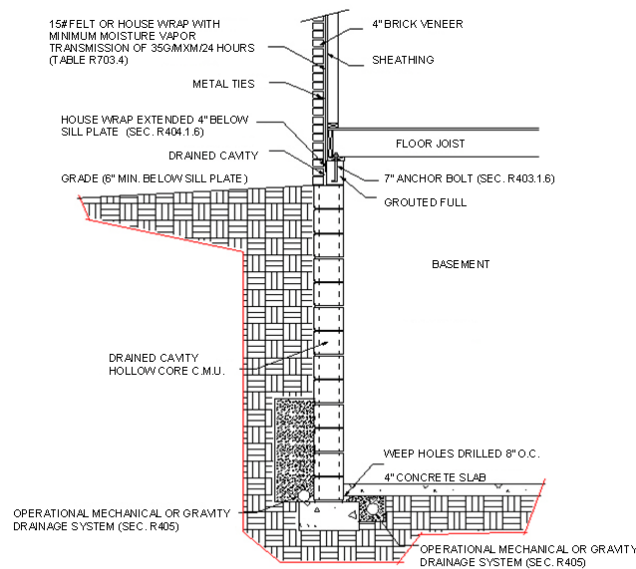 15# FELT OR HOUSE WRAP WITH
MINIMUM MOISTURE VAPOR
TRANSMISSION OF 35G/MXM/24 HOURS
(TABLE R703.4)
4" BRICK VENEER
SHEATHING
METAL TIES
HOUSE WRAP EXTENDED 4" BELOW
SILL PLATE (SEC. R404.1.6)
FLOOR JOIST
DRAINED CAVITY
GRADE (6" MIN. BELOW SILL PLATE)
7" ANCHOR BOLT (SEC. R403.1.6)
GROUTED FULL
BASEMENT
DRAINED CAVITY
HOLLOW CORE C.M.U.
WEEP HOLES DRILLED 8" O.C.
4" CONCRETE SLAB
OPERATIONAL MECHANICAL OR GRAVITY
DRAINAGE SYSTEM (SEC. R405)
OPERATIONAL MECHANICAL OR GRAVITY
DRAINAGE SYSTEM (SEC. R405)